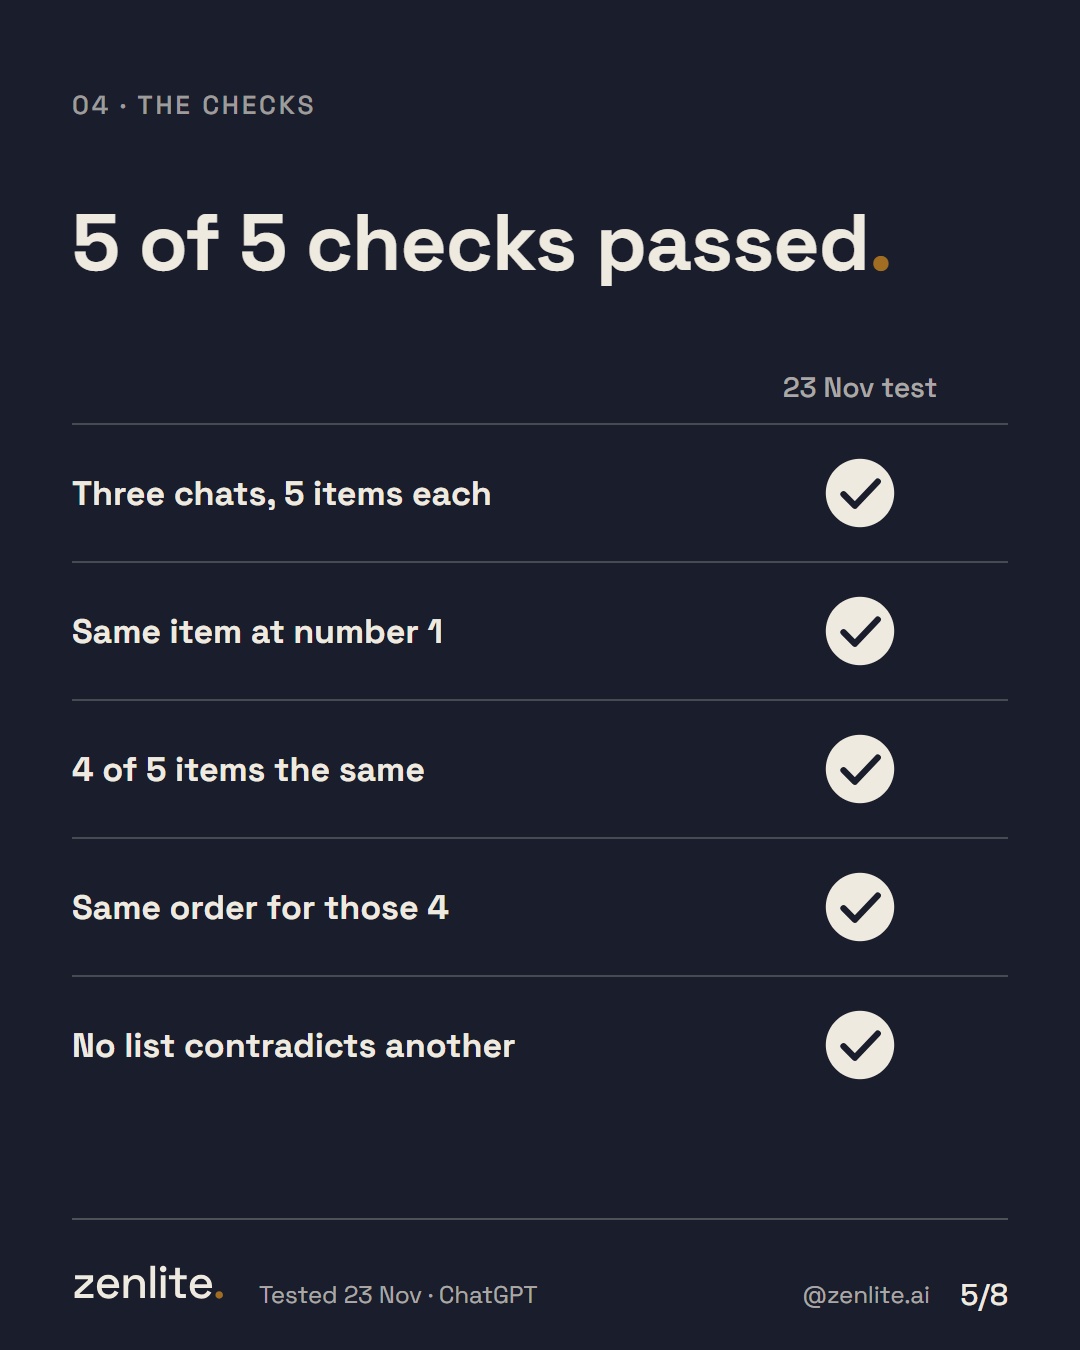 04 · THE CHECKS
5 of 5 checks passed.
23 Nov test
Three chats, 5 items each
Same item at number 1
4 of 5 items the same
Same order for those 4
No list contradicts another
zenlite. Tested 23 Nov · ChatGPT @zenlite.ai 5/8